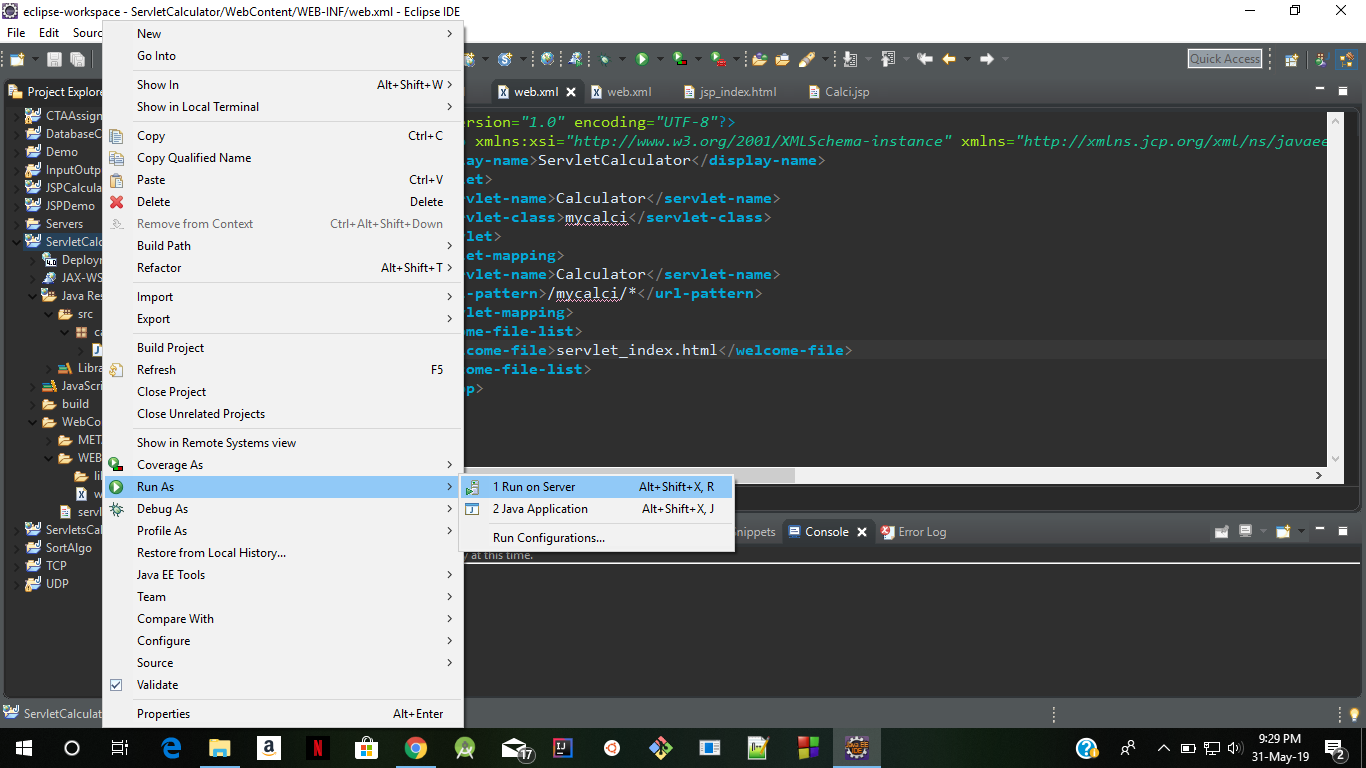 eclipse-workspace - ServletCalculator/WebContent/WEB-INF/web.xml - Eclipse IDE
File Edit Sourc
Quick Access
Project Explore
CTAAssign
DatabaseC
Demo
InputOutp
JSPCalcula
JSPDemo
Servers
ServletCalc
Deployn
JAX-WS
Java Res
src
ca
Libra
JavaScri
build
WebCo
META
WEB
lil
w
servl
ServletsCal
SortAlgo
TCP
UDP
New
Go Into
Show In Alt+Shift+W
Show in Local Terminal
Copy Ctrl+C
Copy Qualified Name
Paste Ctrl+V
Delete Delete
Remove from Context Ctrl+Alt+Shift+Down
Build Path
Refactor Alt+Shift+T
Import
Export
Build Project
Refresh F5
Close Project
Close Unrelated Projects
Show in Remote Systems view
Coverage As
Run As
Debug As
Profile As
Restore from Local History...
Java EE Tools
Team
Compare With
Configure
Source
Validate
Properties Alt+Enter
1 Run on Server Alt+Shift+X, R
2 Java Application Alt+Shift+X, J
Run Configurations...
web.xml web.xml jsp_index.html Calci.jsp
ersion="1.0" encoding="UTF-8"?>
xmlns:xsi="http://www.w3.org/2001/XMLSchema-instance" xmlns="http://xmlns.jcp.org/xml/ns/javaee
lay-name>ServletCalculator</display-name>
let>
vlet-name>Calculator</servlet-name>
vlet-class>mycalci</servlet-class>
vlet>
let-mapping>
vlet-name>Calculator</servlet-name>
-pattern>/mycalci/*</url-pattern>
vlet-mapping>
ome-file-list>
lcome-file>servlet_index.html</welcome-file>
ome-file-list>
p>
nippets Console Error Log
y at this time.
ServletCalculat
17
9:29 PM
31-May-19
2